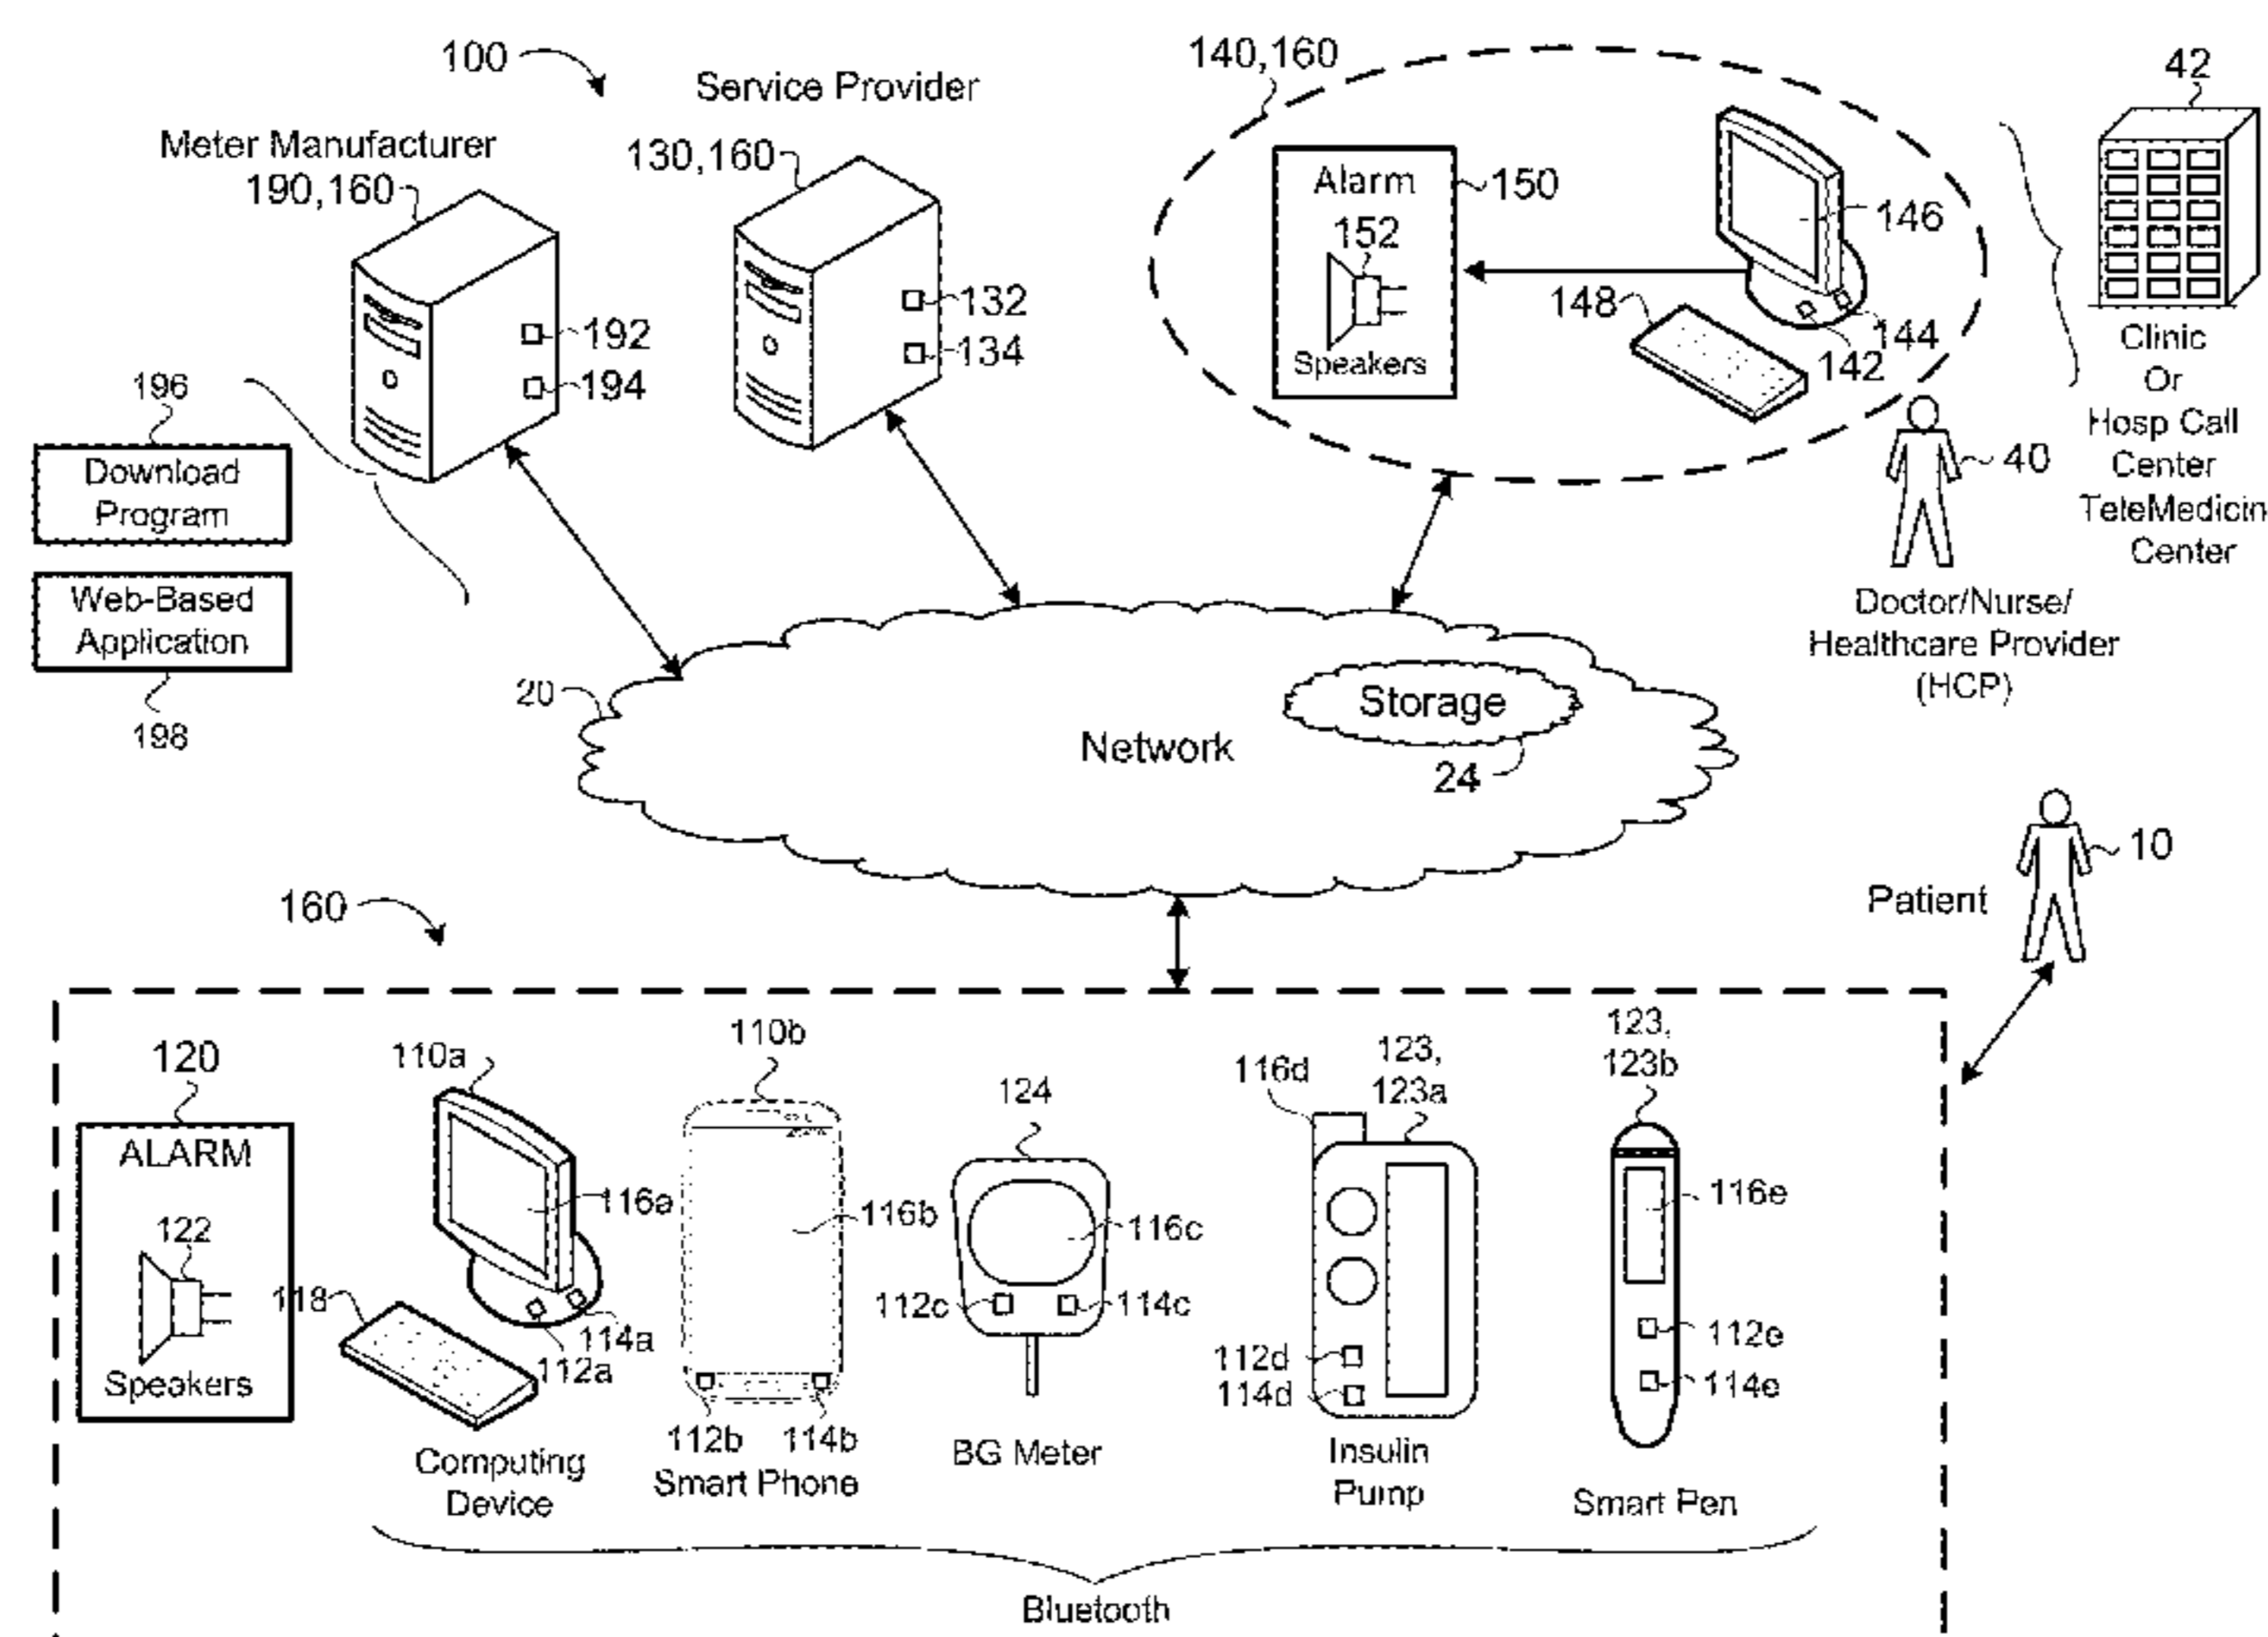 100
Service Provider
140,160
42
Meter Manufacturer
190,160
130,160
Alarm
150
152
146
132
134
192
194
148
144
142
Speakers
Clinic
Or
Hosp Call
Center
TeleMedicin
Center
196
Download
Program
Web-Based
Application
198
40
Doctor/Nurse/
Healthcare Provider
(HCP)
20
Storage
Network
24
10
Patient
160
120
ALARM
122
Speakers
110a
116a
118
114a
112a
Computing
Device
110b
116b
112b 114b
Smart Phone
124
116c
112c
114c
BG Meter
116d
123,
123a
112d
114d
Insulin
Pump
123,
123b
116e
112e
114e
Smart Pen
Bluetooth